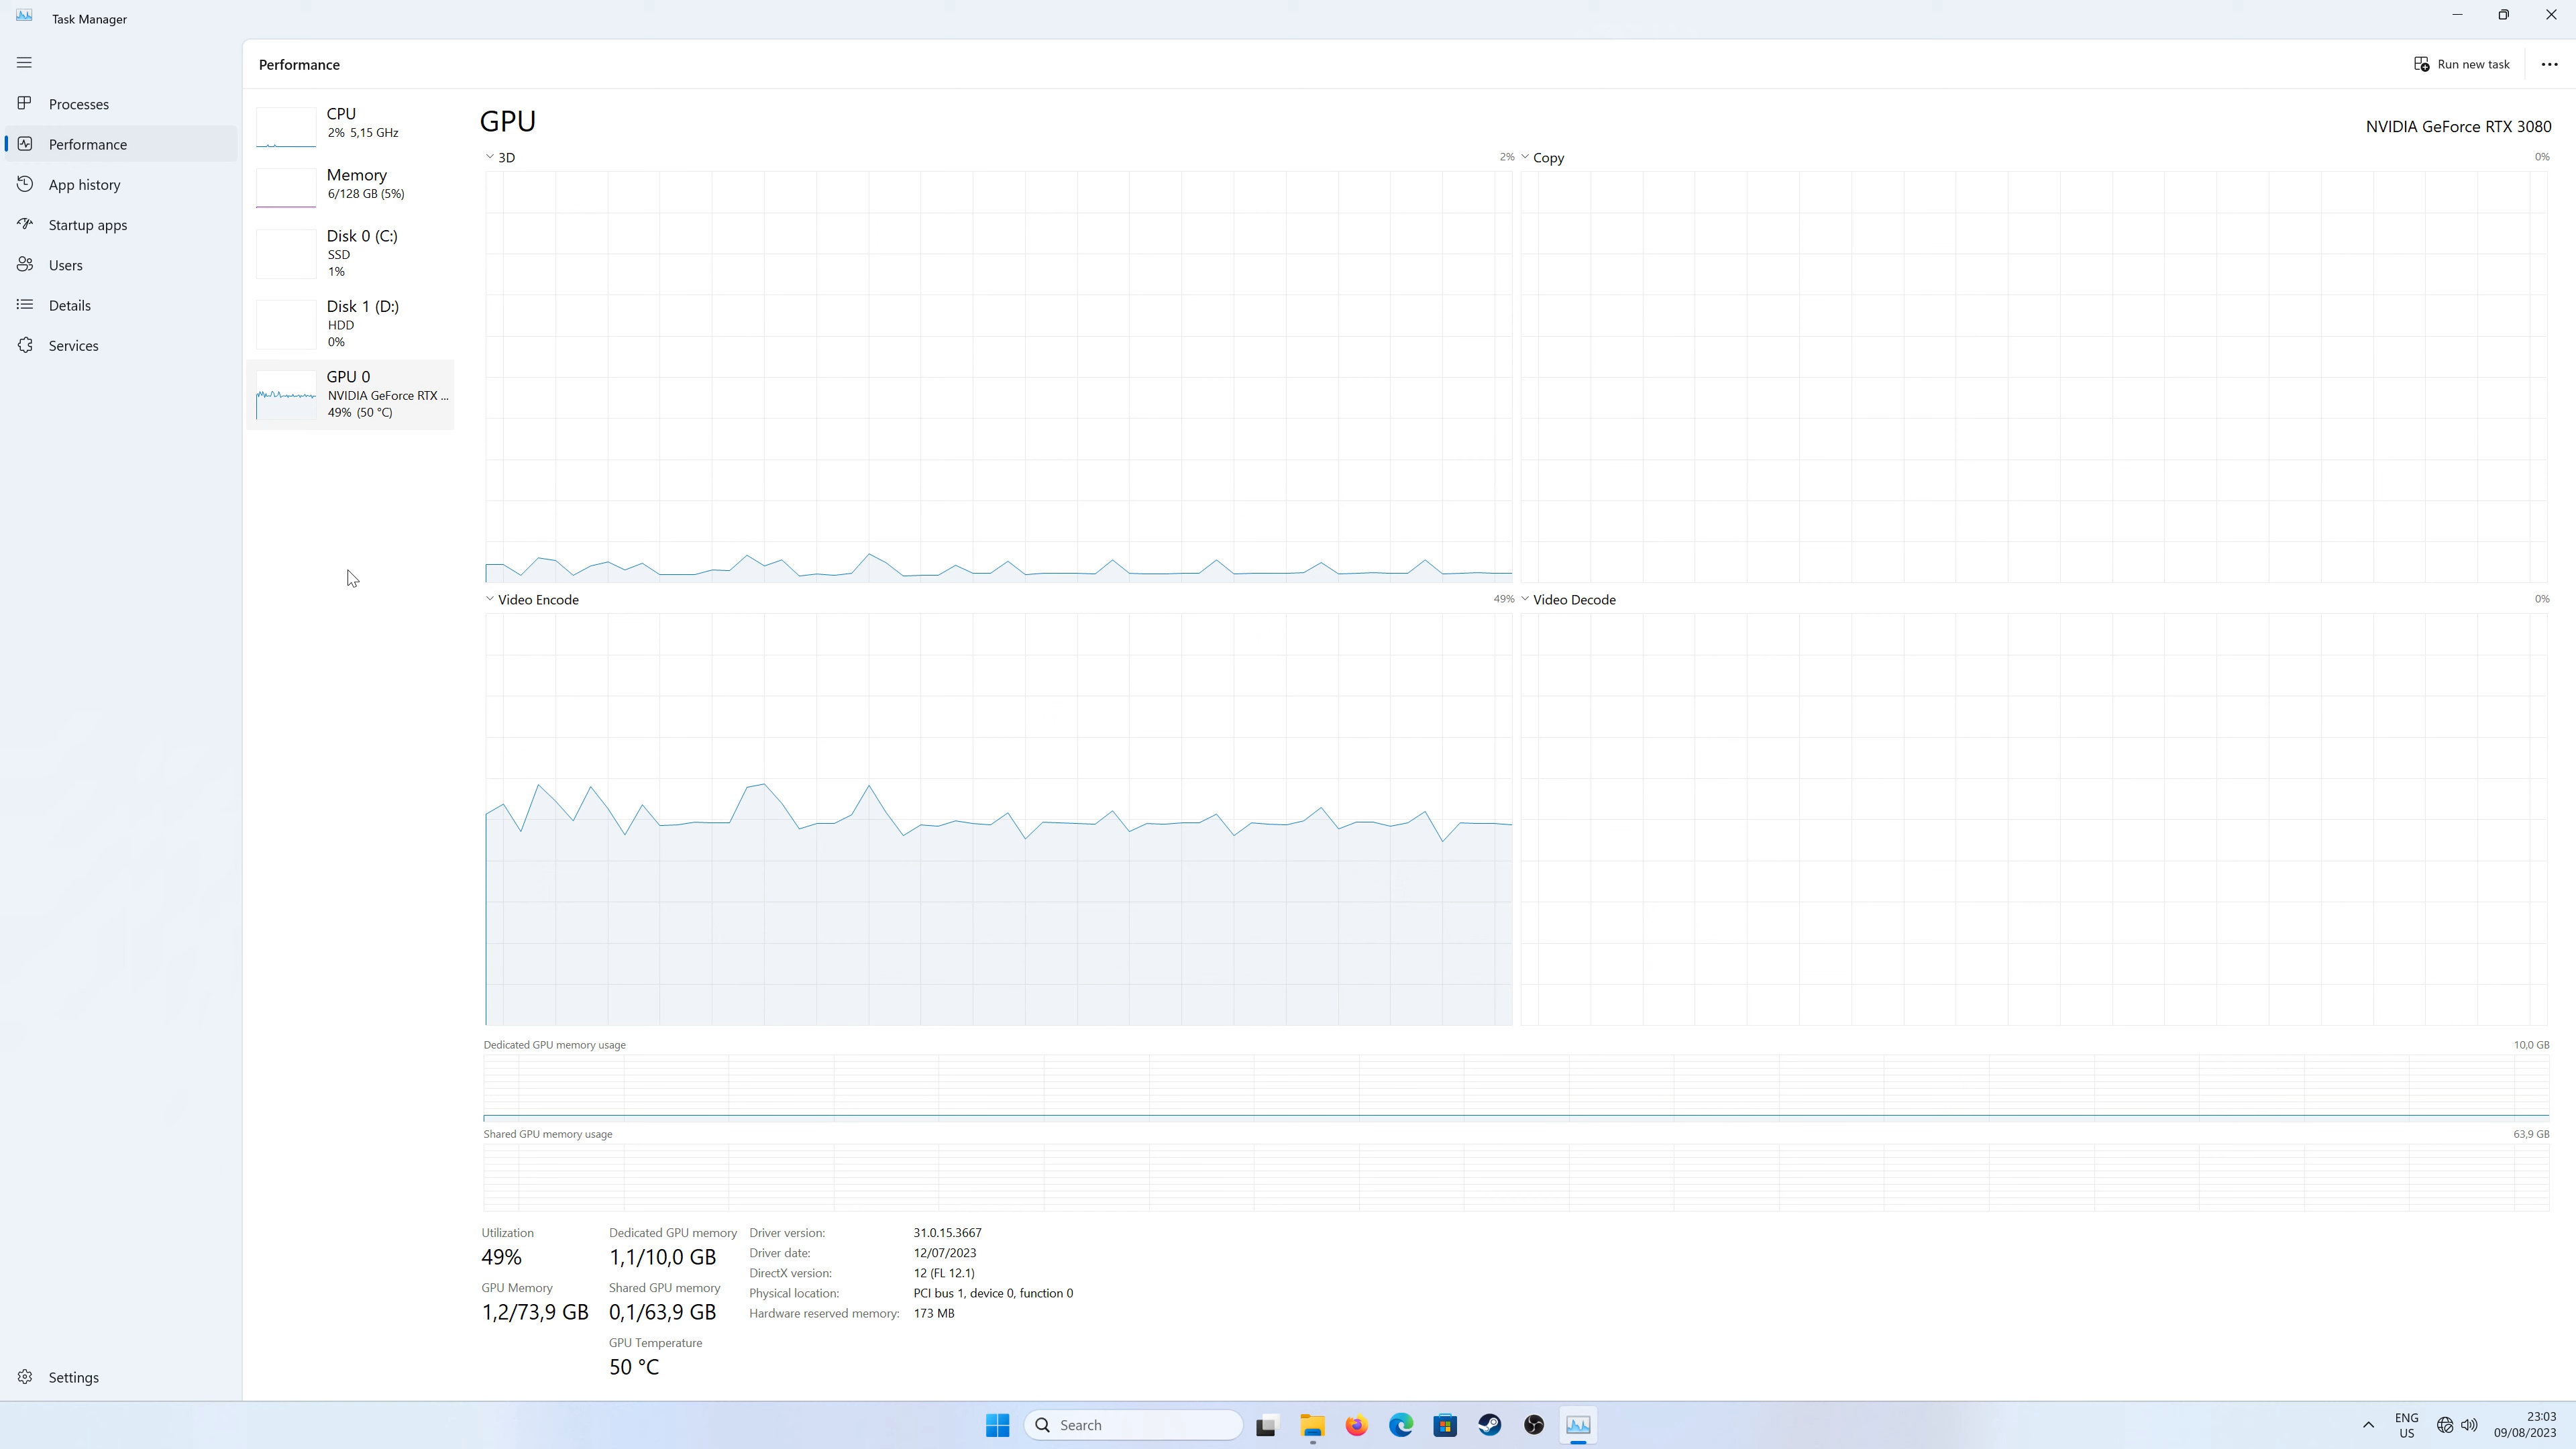 Task Manager
Performance
Run new task
Processes
Performance
App history
Startup apps
Users
Details
Services
Settings
CPU
2% 5,15 GHz
Memory
6/128 GB (5%)
Disk 0 (C:)
SSD
1%
Disk 1 (D:)
HDD
0%
GPU 0
NVIDIA GeForce RTX ...
49% (50 °C)
GPU
NVIDIA GeForce RTX 3080
3D 2%
Copy 0%
Video Encode 49%
Video Decode 0%
Dedicated GPU memory usage 10,0 GB
Shared GPU memory usage 63,9 GB
Utilization
49%
GPU Memory
1,2/73,9 GB
Dedicated GPU memory
1,1/10,0 GB
Shared GPU memory
0,1/63,9 GB
GPU Temperature
50 °C
Driver version: 31.0.15.3667
Driver date: 12/07/2023
DirectX version: 12 (FL 12.1)
Physical location: PCI bus 1, device 0, function 0
Hardware reserved memory: 173 MB
Search
ENG
US
23:03
09/08/2023